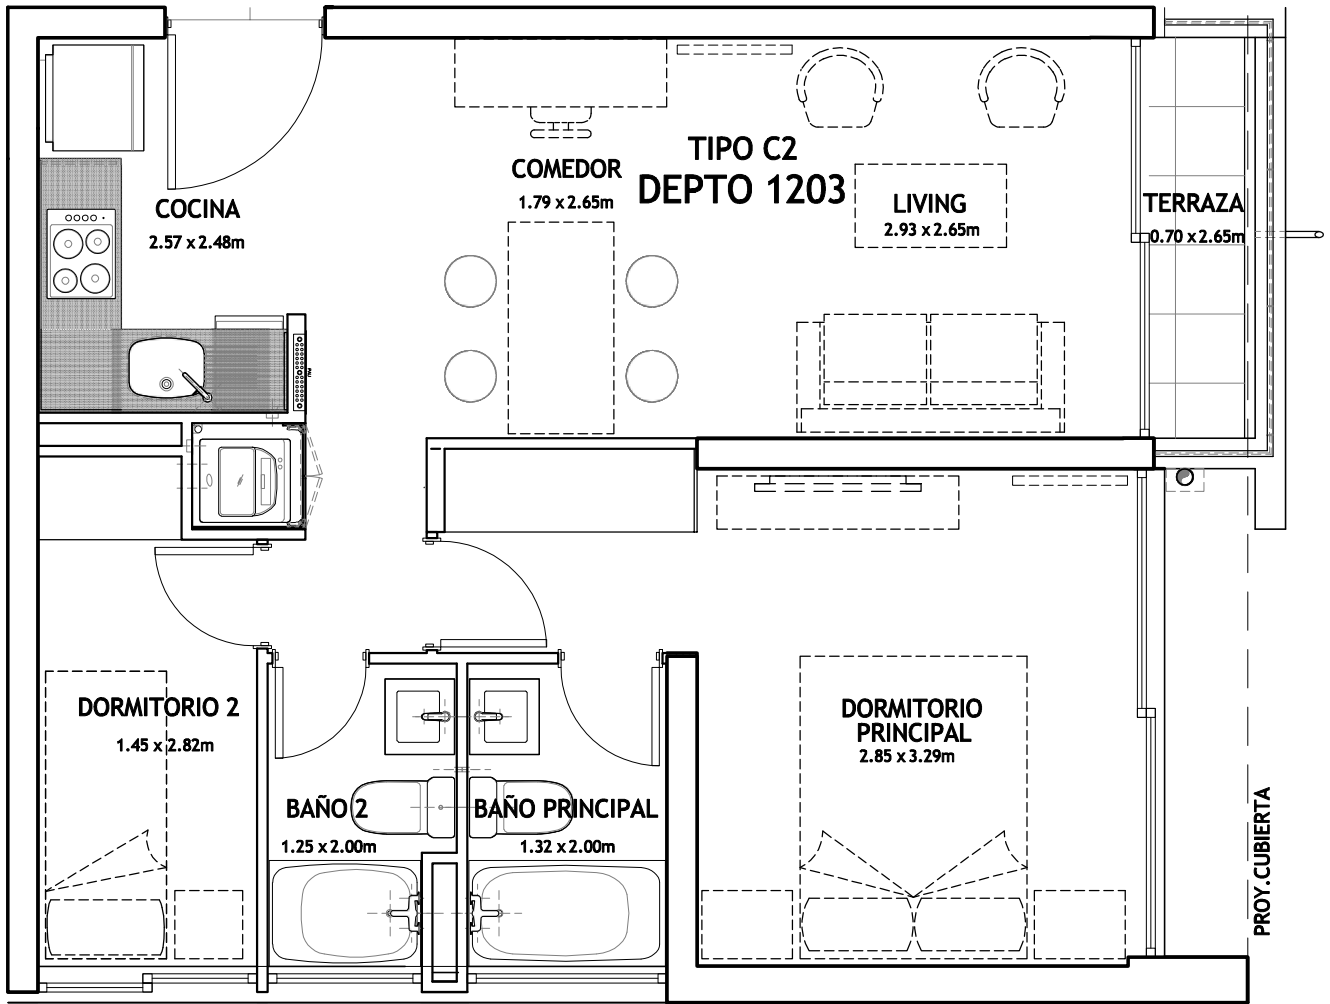 TIPO C2
DEPTO 1203
COMEDOR
1.79 x 2.65m
COCINA
2.57 x 2.48m
LIVING
2.93 x 2.65m
TERRAZA
0.70 x 2.65m
DORMITORIO 2
1.45 x 2.82m
BAÑO 2
1.25 x 2.00m
BAÑO PRINCIPAL
1.32 x 2.00m
DORMITORIO
PRINCIPAL
2.85 x 3.29m
PROY.CUBIERTA